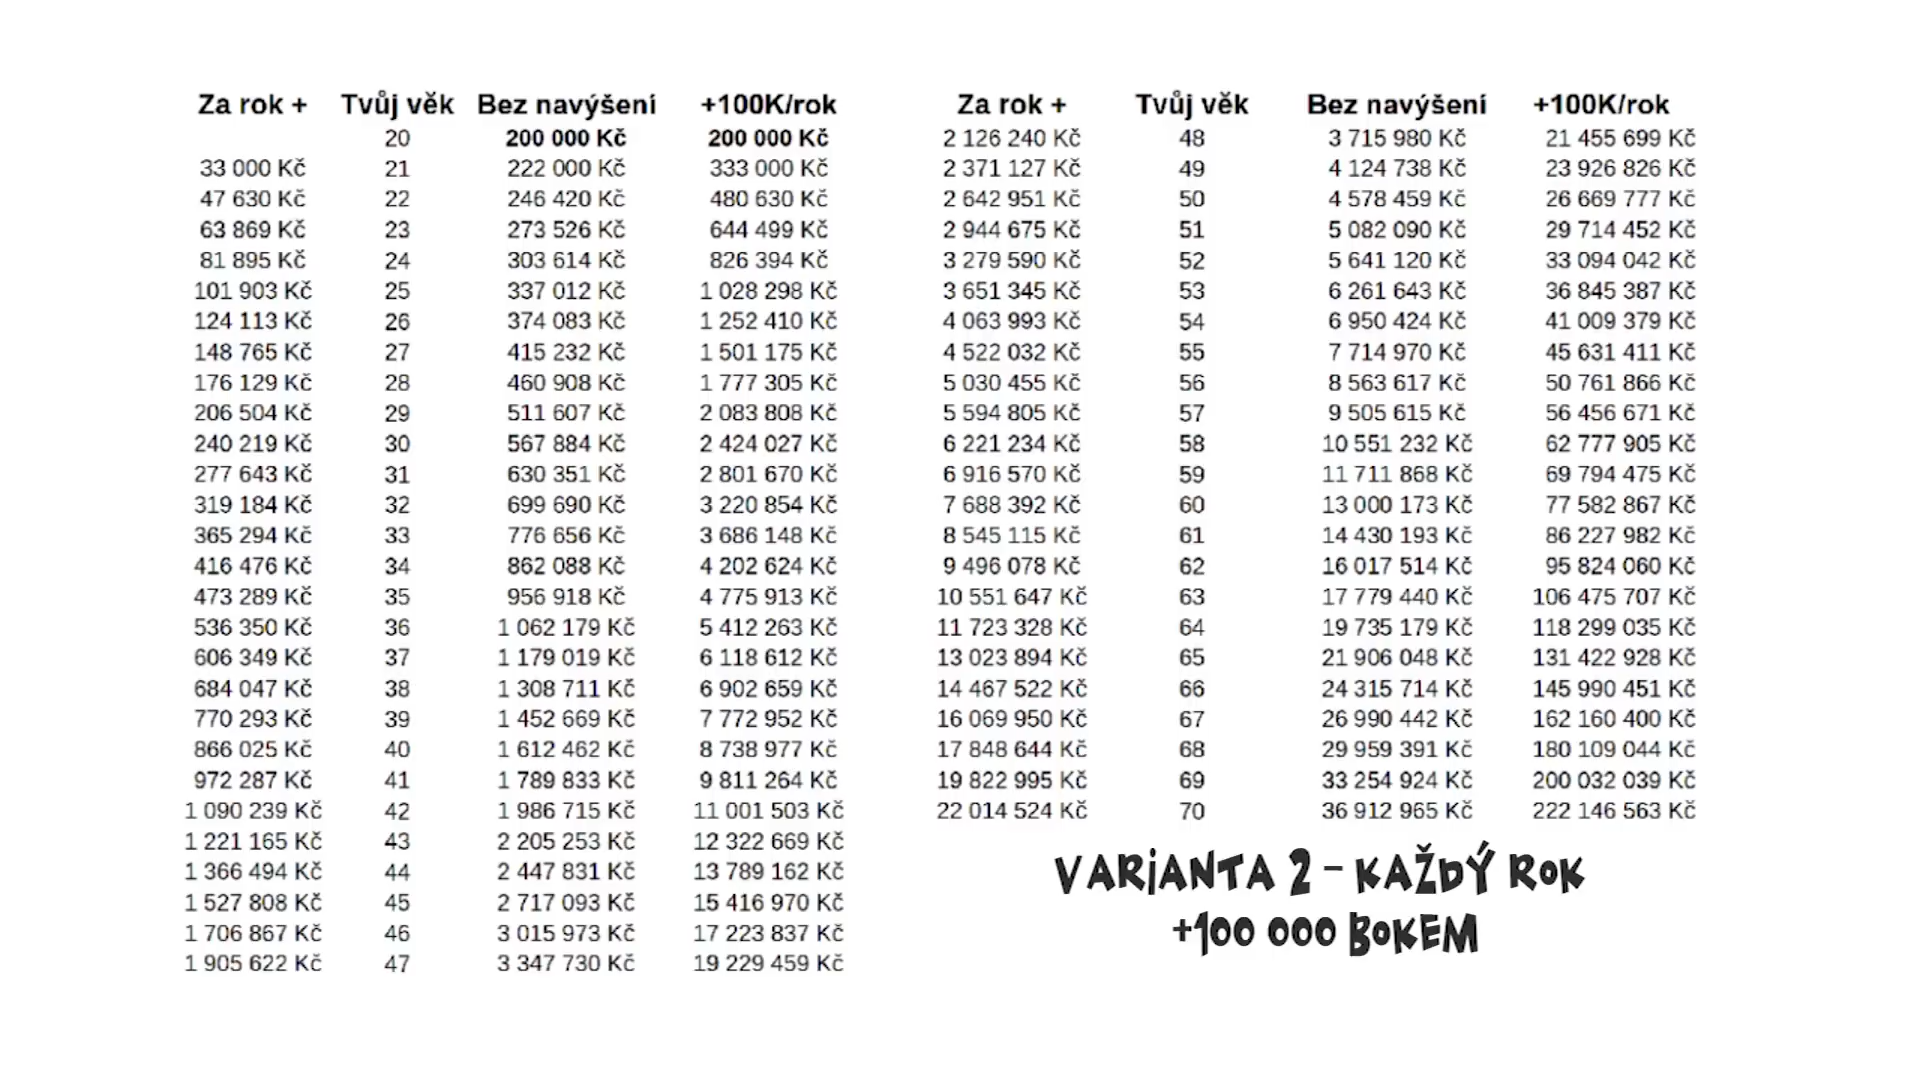 Za rok + Tvůj věk Bez navýšení +100K/rok
20 200 000 Kč 200 000 Kč
33 000 Kč 21 222 000 Kč 333 000 Kč
47 630 Kč 22 246 420 Kč 480 630 Kč
63 869 Kč 23 273 526 Kč 644 499 Kč
81 895 Kč 24 303 614 Kč 826 394 Kč
101 903 Kč 25 337 012 Kč 1 028 298 Kč
124 113 Kč 26 374 083 Kč 1 252 410 Kč
148 765 Kč 27 415 232 Kč 1 501 175 Kč
176 129 Kč 28 460 908 Kč 1 777 305 Kč
206 504 Kč 29 511 607 Kč 2 083 808 Kč
240 219 Kč 30 567 884 Kč 2 424 027 Kč
277 643 Kč 31 630 351 Kč 2 801 670 Kč
319 184 Kč 32 699 690 Kč 3 220 854 Kč
365 294 Kč 33 776 656 Kč 3 686 148 Kč
416 476 Kč 34 862 088 Kč 4 202 624 Kč
473 289 Kč 35 956 918 Kč 4 775 913 Kč
536 350 Kč 36 1 062 179 Kč 5 412 263 Kč
606 349 Kč 37 1 179 019 Kč 6 118 612 Kč
684 047 Kč 38 1 308 711 Kč 6 902 659 Kč
770 293 Kč 39 1 452 669 Kč 7 772 952 Kč
866 025 Kč 40 1 612 462 Kč 8 738 977 Kč
972 287 Kč 41 1 789 833 Kč 9 811 264 Kč
1 090 239 Kč 42 1 986 715 Kč 11 001 503 Kč
1 221 165 Kč 43 2 205 253 Kč 12 322 669 Kč
1 366 494 Kč 44 2 447 831 Kč 13 789 162 Kč
1 527 808 Kč 45 2 717 093 Kč 15 416 970 Kč
1 706 867 Kč 46 3 015 973 Kč 17 223 837 Kč
1 905 622 Kč 47 3 347 730 Kč 19 229 459 Kč
Za rok + Tvůj věk Bez navýšení +100K/rok
2 126 240 Kč 48 3 715 980 Kč 21 455 699 Kč
2 371 127 Kč 49 4 124 738 Kč 23 926 826 Kč
2 642 951 Kč 50 4 578 459 Kč 26 669 777 Kč
2 944 675 Kč 51 5 082 090 Kč 29 714 452 Kč
3 279 590 Kč 52 5 641 120 Kč 33 094 042 Kč
3 651 345 Kč 53 6 261 643 Kč 36 845 387 Kč
4 063 993 Kč 54 6 950 424 Kč 41 009 379 Kč
4 522 032 Kč 55 7 714 970 Kč 45 631 411 Kč
5 030 455 Kč 56 8 563 617 Kč 50 761 866 Kč
5 594 805 Kč 57 9 505 615 Kč 56 456 671 Kč
6 221 234 Kč 58 10 551 232 Kč 62 777 905 Kč
6 916 570 Kč 59 11 711 868 Kč 69 794 475 Kč
7 688 392 Kč 60 13 000 173 Kč 77 582 867 Kč
8 545 115 Kč 61 14 430 193 Kč 86 227 982 Kč
9 496 078 Kč 62 16 017 514 Kč 95 824 060 Kč
10 551 647 Kč 63 17 779 440 Kč 106 475 707 Kč
11 723 328 Kč 64 19 735 179 Kč 118 299 035 Kč
13 023 894 Kč 65 21 906 048 Kč 131 422 928 Kč
14 467 522 Kč 66 24 315 714 Kč 145 990 451 Kč
16 069 950 Kč 67 26 990 442 Kč 162 160 400 Kč
17 848 644 Kč 68 29 959 391 Kč 180 109 044 Kč
19 822 995 Kč 69 33 254 924 Kč 200 032 039 Kč
22 014 524 Kč 70 36 912 965 Kč 222 146 563 Kč
VARIANTA 2 - KAŽDÝ ROK
+100 000 BOKEM